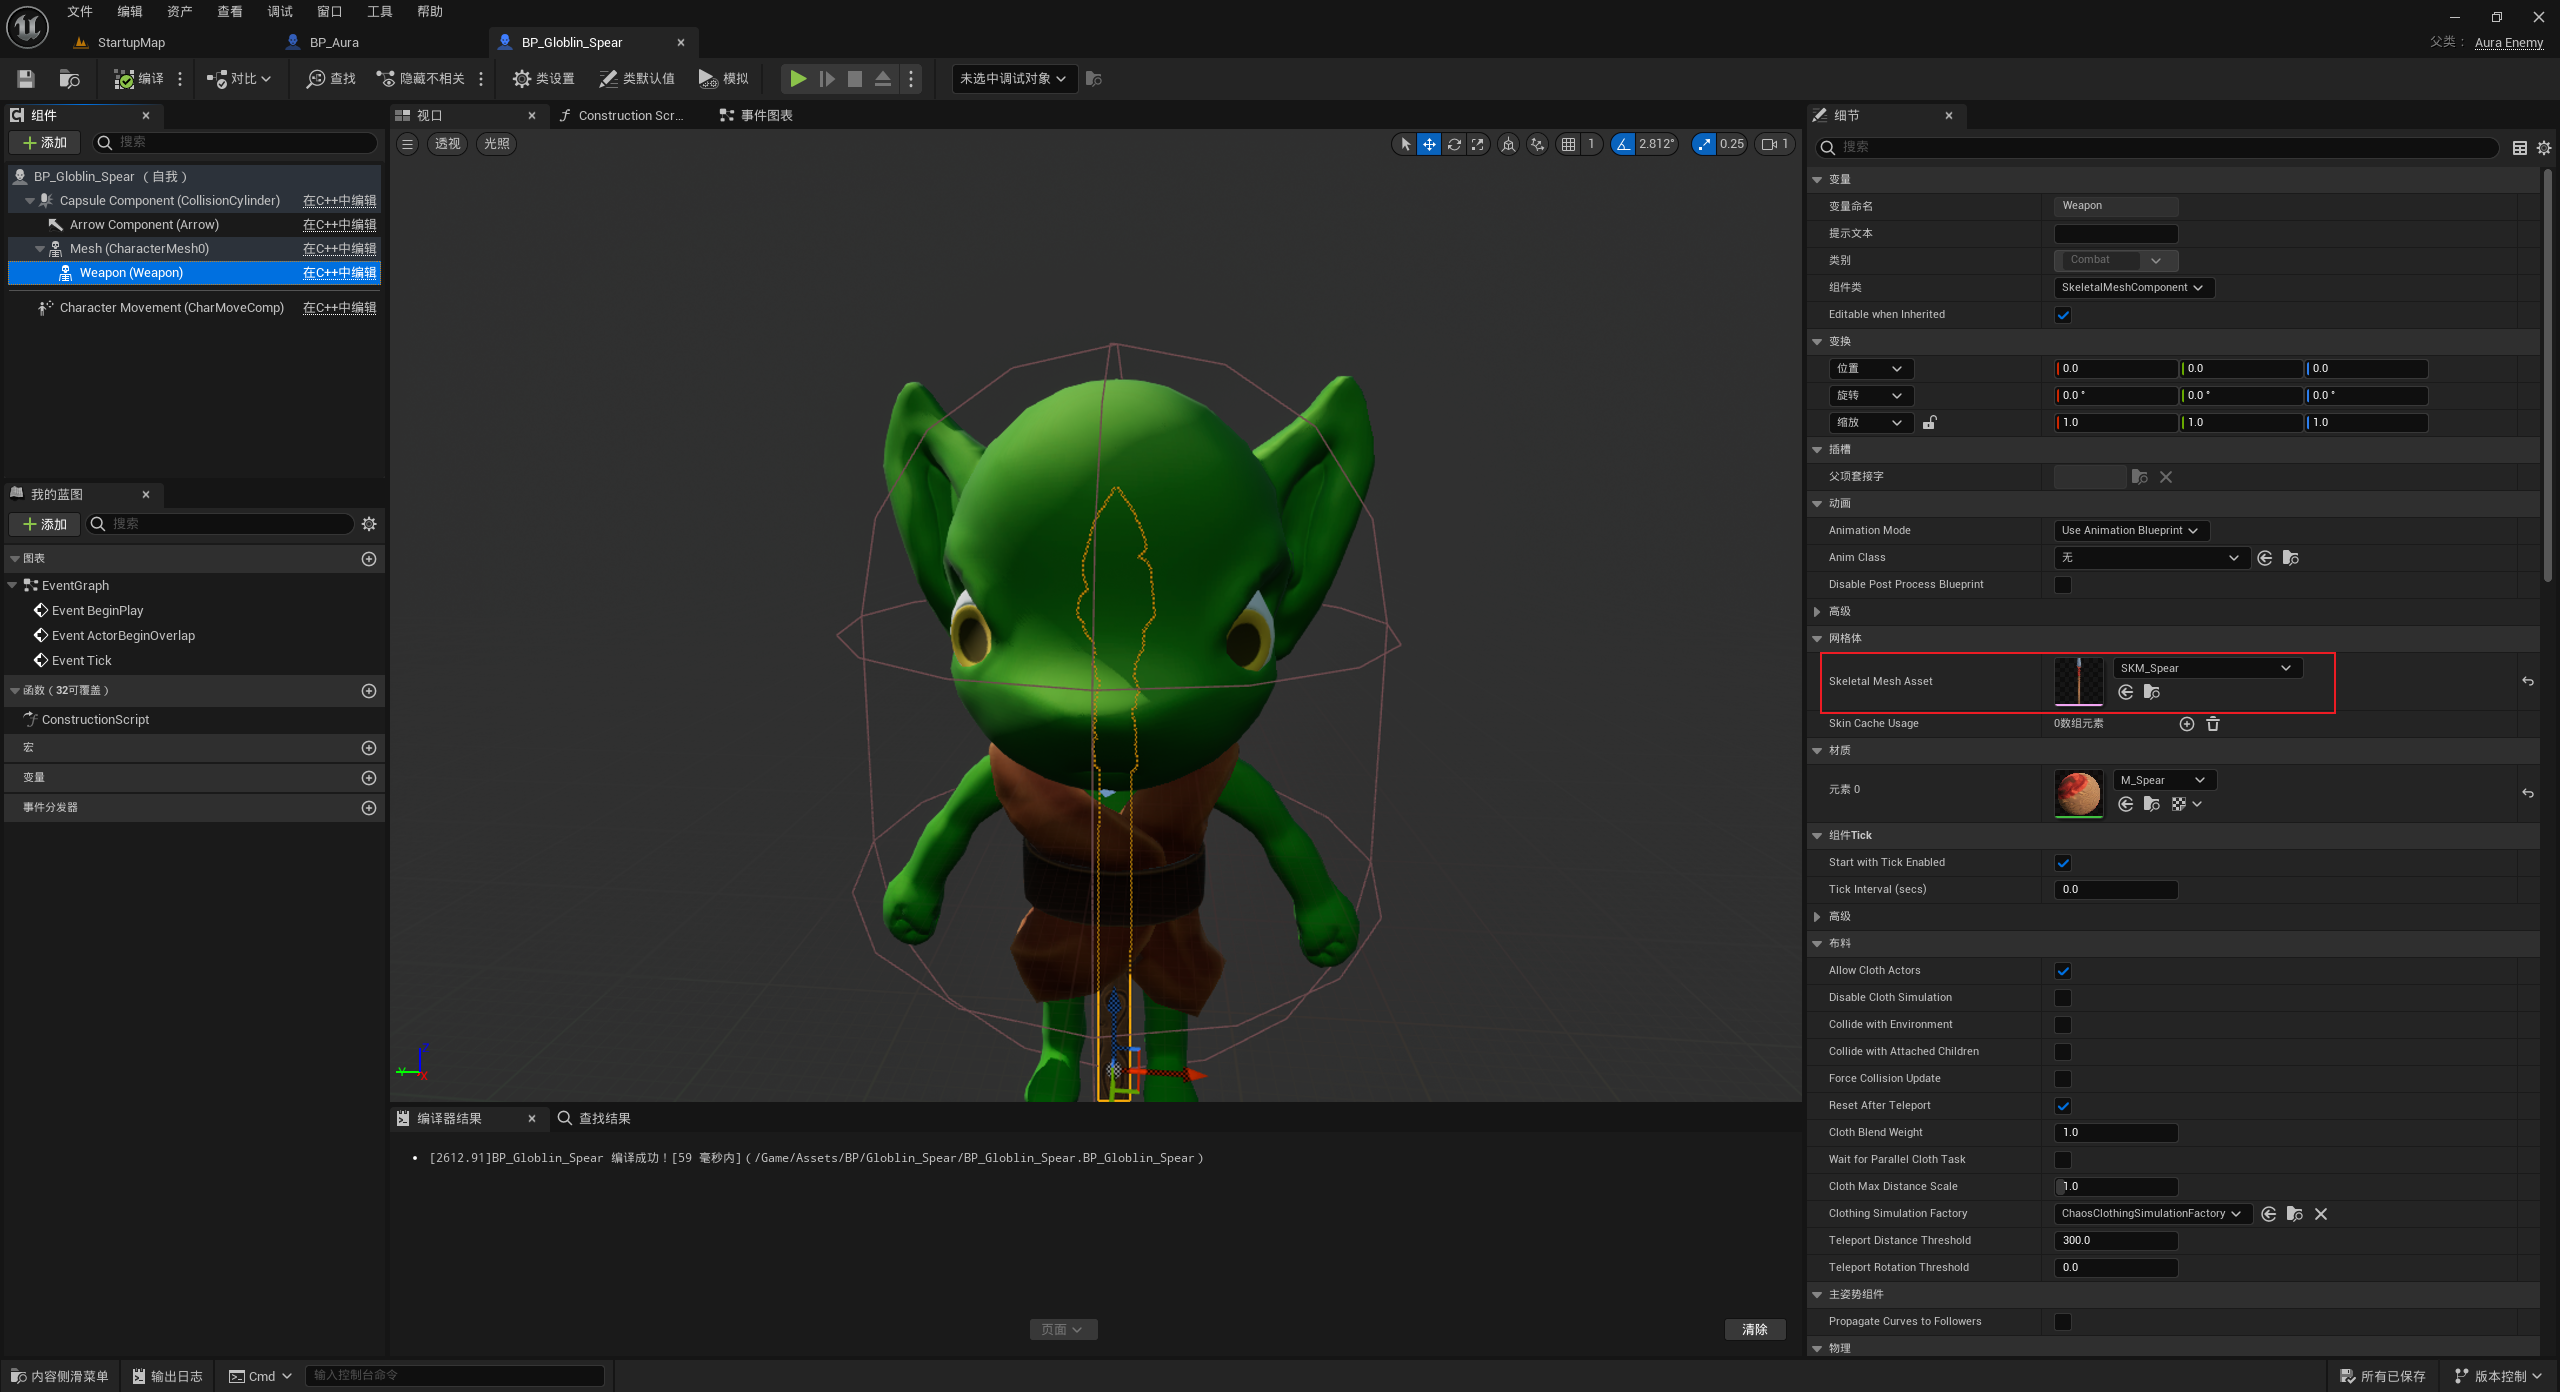 文件 编辑 资产 查看 调试 窗口 工具 帮助
StartupMap BP_Aura BP_Globlin_Spear
父类： Aura Enemy
编译 对比 查找 隐藏不相关 类设置 类默认值 模拟 未选中调试对象
组件
添加 搜索
BP_Globlin_Spear （自我）
Capsule Component (CollisionCylinder) 在C++中编辑
Arrow Component (Arrow) 在C++中编辑
Mesh (CharacterMesh0) 在C++中编辑
Weapon (Weapon) 在C++中编辑
Character Movement (CharMoveComp) 在C++中编辑
我的蓝图
添加 搜索
图表
EventGraph
Event BeginPlay
Event ActorBeginOverlap
Event Tick
函数（32可覆盖）
ConstructionScript
宏
变量
事件分发器
视口 Construction Scr... 事件图表
透视 光照 1 2.812° 0.25 1
Z
Y
X
编译器结果 查找结果
[2612.91]BP_Globlin_Spear 编译成功！[59 毫秒内]（/Game/Assets/BP/Globlin_Spear/BP_Globlin_Spear.BP_Globlin_Spear）
页面 清除
细节
搜索
变量
变量命名 Weapon
提示文本
类别 Combat
组件类 SkeletalMeshComponent
Editable when Inherited
变换
位置 0.0 0.0 0.0
旋转 0.0 ° 0.0 ° 0.0 °
缩放 1.0 1.0 1.0
插槽
父项套接字
动画
Animation Mode Use Animation Blueprint
Anim Class 无
Disable Post Process Blueprint
高级
网格体
Skeletal Mesh Asset SKM_Spear
Skin Cache Usage 0数组元素
材质
元素 0 M_Spear
组件Tick
Start with Tick Enabled
Tick Interval (secs) 0.0
高级
布料
Allow Cloth Actors
Disable Cloth Simulation
Collide with Environment
Collide with Attached Children
Force Collision Update
Reset After Teleport
Cloth Blend Weight 1.0
Wait for Parallel Cloth Task
Cloth Max Distance Scale 1.0
Clothing Simulation Factory ChaosClothingSimulationFactory
Teleport Distance Threshold 300.0
Teleport Rotation Threshold 0.0
主姿势组件
Propagate Curves to Followers
物理
内容侧滑菜单 输出日志 Cmd 输入控制台命令 所有已保存 版本控制